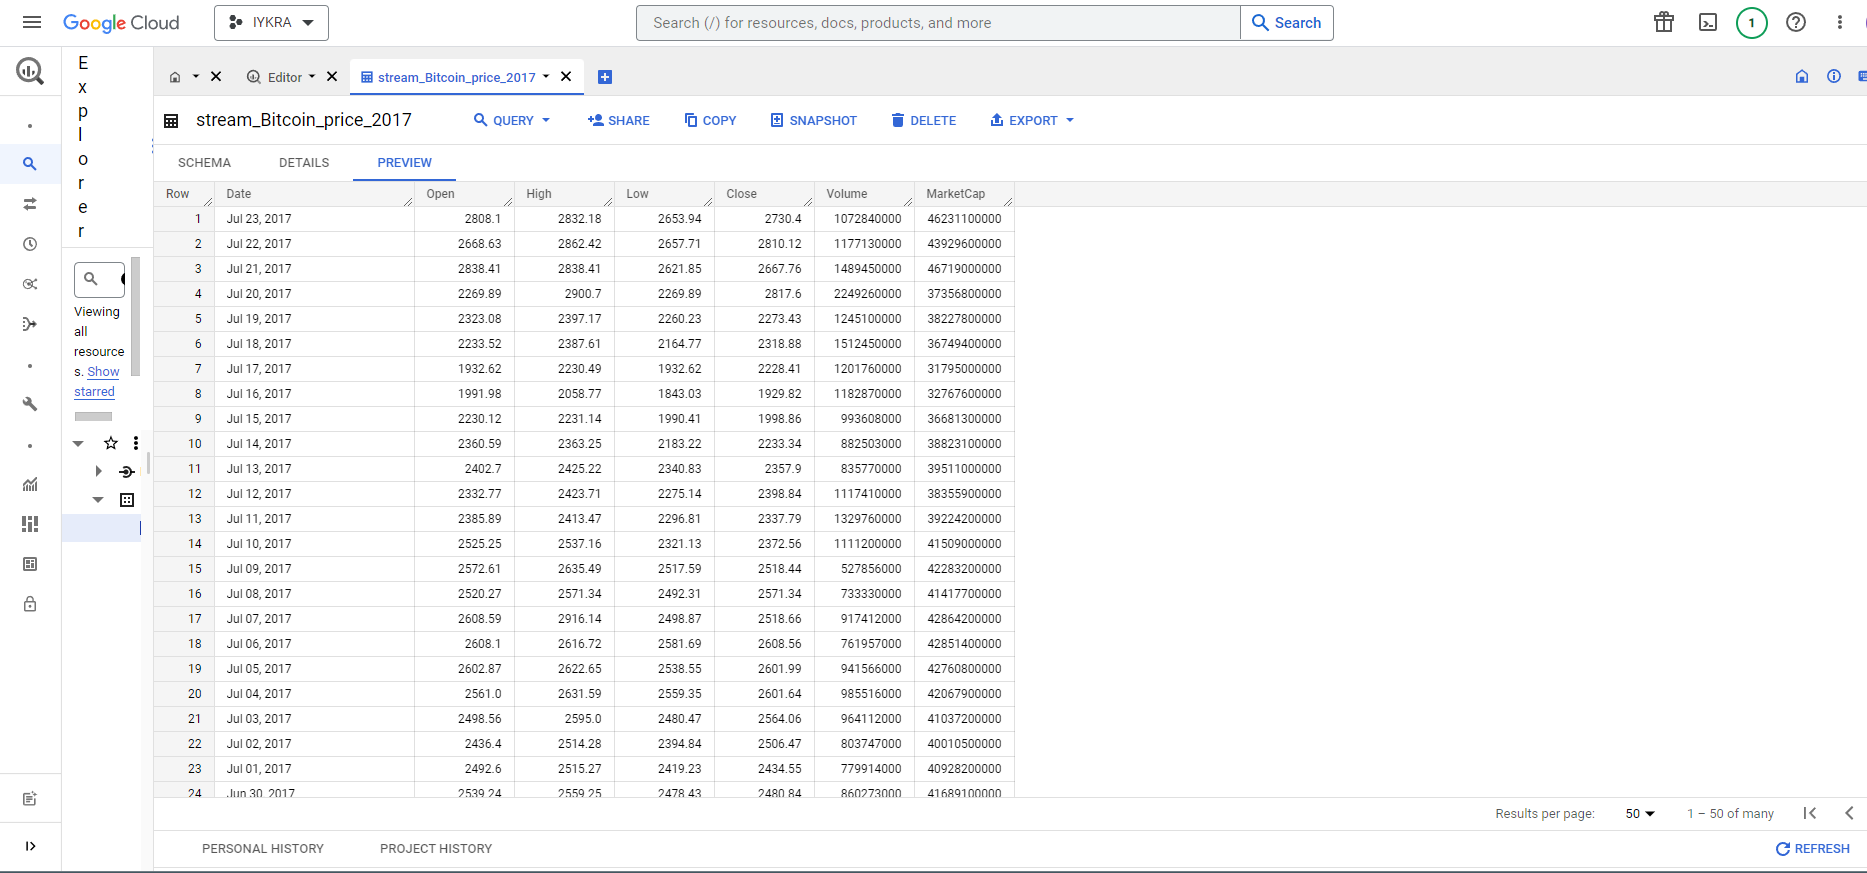 Google Cloud IYKRA Search (/) for resources, docs, products, and more Search 1
Explorer
Editor stream_Bitcoin_price_2017
stream_Bitcoin_price_2017 QUERY SHARE COPY SNAPSHOT DELETE EXPORT
SCHEMA DETAILS PREVIEW
Viewing
all
resource
s. Show
starred
Row Date Open High Low Close Volume MarketCap
1 Jul 23, 2017 2808.1 2832.18 2653.94 2730.4 1072840000 46231100000
2 Jul 22, 2017 2668.63 2862.42 2657.71 2810.12 1177130000 43929600000
3 Jul 21, 2017 2838.41 2838.41 2621.85 2667.76 1489450000 46719000000
4 Jul 20, 2017 2269.89 2900.7 2269.89 2817.6 2249260000 37356800000
5 Jul 19, 2017 2323.08 2397.17 2260.23 2273.43 1245100000 38227800000
6 Jul 18, 2017 2233.52 2387.61 2164.77 2318.88 1512450000 36749400000
7 Jul 17, 2017 1932.62 2230.49 1932.62 2228.41 1201760000 31795000000
8 Jul 16, 2017 1991.98 2058.77 1843.03 1929.82 1182870000 32767600000
9 Jul 15, 2017 2230.12 2231.14 1990.41 1998.86 993608000 36681300000
10 Jul 14, 2017 2360.59 2363.25 2183.22 2233.34 882503000 38823100000
11 Jul 13, 2017 2402.7 2425.22 2340.83 2357.9 835770000 39511000000
12 Jul 12, 2017 2332.77 2423.71 2275.14 2398.84 1117410000 38355900000
13 Jul 11, 2017 2385.89 2413.47 2296.81 2337.79 1329760000 39224200000
14 Jul 10, 2017 2525.25 2537.16 2321.13 2372.56 1111200000 41509000000
15 Jul 09, 2017 2572.61 2635.49 2517.59 2518.44 527856000 42283200000
16 Jul 08, 2017 2520.27 2571.34 2492.31 2571.34 733330000 41417700000
17 Jul 07, 2017 2608.59 2916.14 2498.87 2518.66 917412000 42864200000
18 Jul 06, 2017 2608.1 2616.72 2581.69 2608.56 761957000 42851400000
19 Jul 05, 2017 2602.87 2622.65 2538.55 2601.99 941566000 42760800000
20 Jul 04, 2017 2561.0 2631.59 2559.35 2601.64 985516000 42067900000
21 Jul 03, 2017 2498.56 2595.0 2480.47 2564.06 964112000 41037200000
22 Jul 02, 2017 2436.4 2514.28 2394.84 2506.47 803747000 40010500000
23 Jul 01, 2017 2492.6 2515.27 2419.23 2434.55 779914000 40928200000
24 Jun 30, 2017 2539.24 2559.25 2478.43 2480.84 860273000 41689100000
Results per page: 50 1 – 50 of many
PERSONAL HISTORY PROJECT HISTORY REFRESH